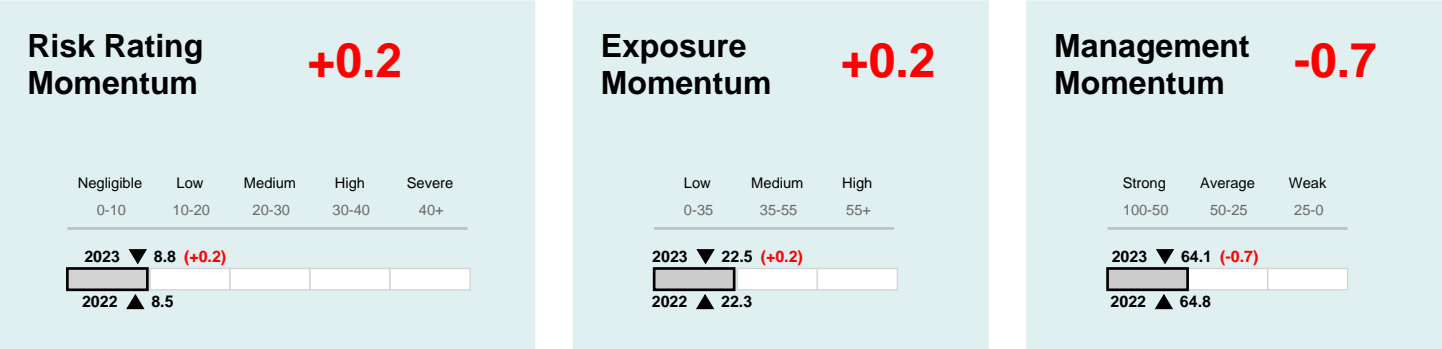 Risk Rating
Momentum
+0.2
Negligible Low Medium High Severe
0-10 10-20 20-30 30-40 40+
2023 ▼ 8.8 (+0.2)
2022 ▲ 8.5
Exposure
Momentum
+0.2
Low Medium High
0-35 35-55 55+
2023 ▼ 22.5 (+0.2)
2022 ▲ 22.3
Management
Momentum
-0.7
Strong Average Weak
100-50 50-25 25-0
2023 ▼ 64.1 (-0.7)
2022 ▲ 64.8